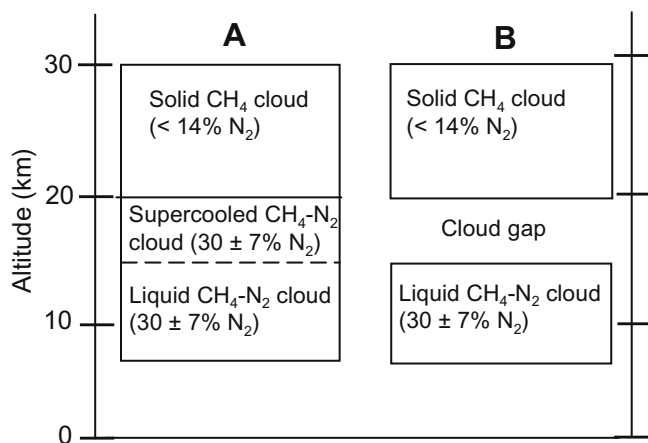 A
B
30
20
10
0
Altitude (km)
Solid CH₄ cloud
(< 14% N₂)
Supercooled CH₄-N₂
cloud (30 ± 7% N₂)
Liquid CH₄-N₂ cloud
(30 ± 7% N₂)
Solid CH₄ cloud
(< 14% N₂)
Cloud gap
Liquid CH₄-N₂ cloud
(30 ± 7% N₂)